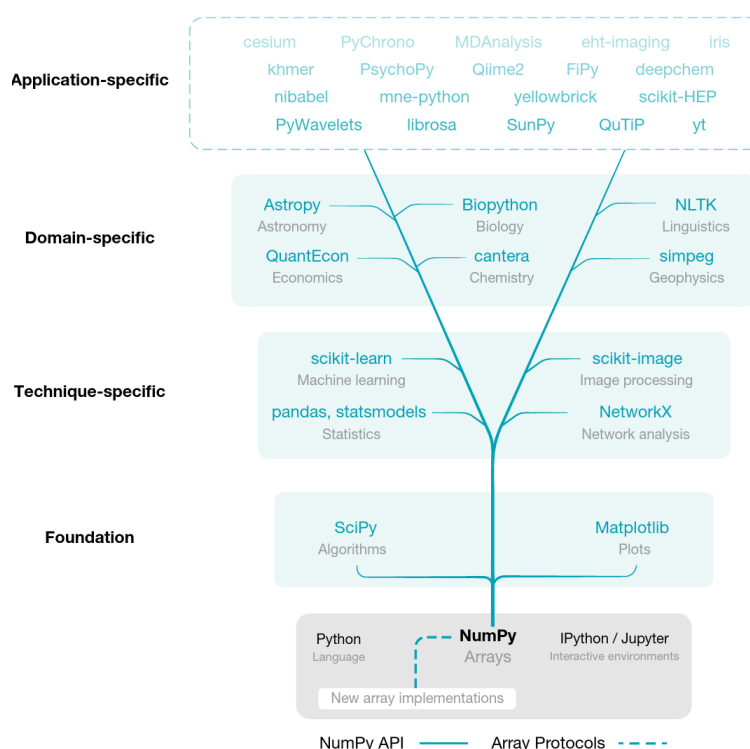 cesium PyChrono MDAnalysis eht-imaging iris
Application-specific khmer PsychoPy Qiime2 FiPy deepchem
nibabel mne-python yellowbrick scikit-HEP
PyWavelets librosa SunPy QuTiP yt
Astropy Biopython NLTK
Astronomy Biology Linguistics
Domain-specific
QuantEcon cantera simpeg
Economics Chemistry Geophysics
scikit-learn scikit-image
Machine learning Image processing
Technique-specific
pandas, statsmodels NetworkX
Statistics Network analysis
SciPy Matplotlib
Foundation
Algorithms Plots
Python NumPy IPython / Jupyter
Language Arrays Interactive environments
New array implementations
NumPy API Array Protocols